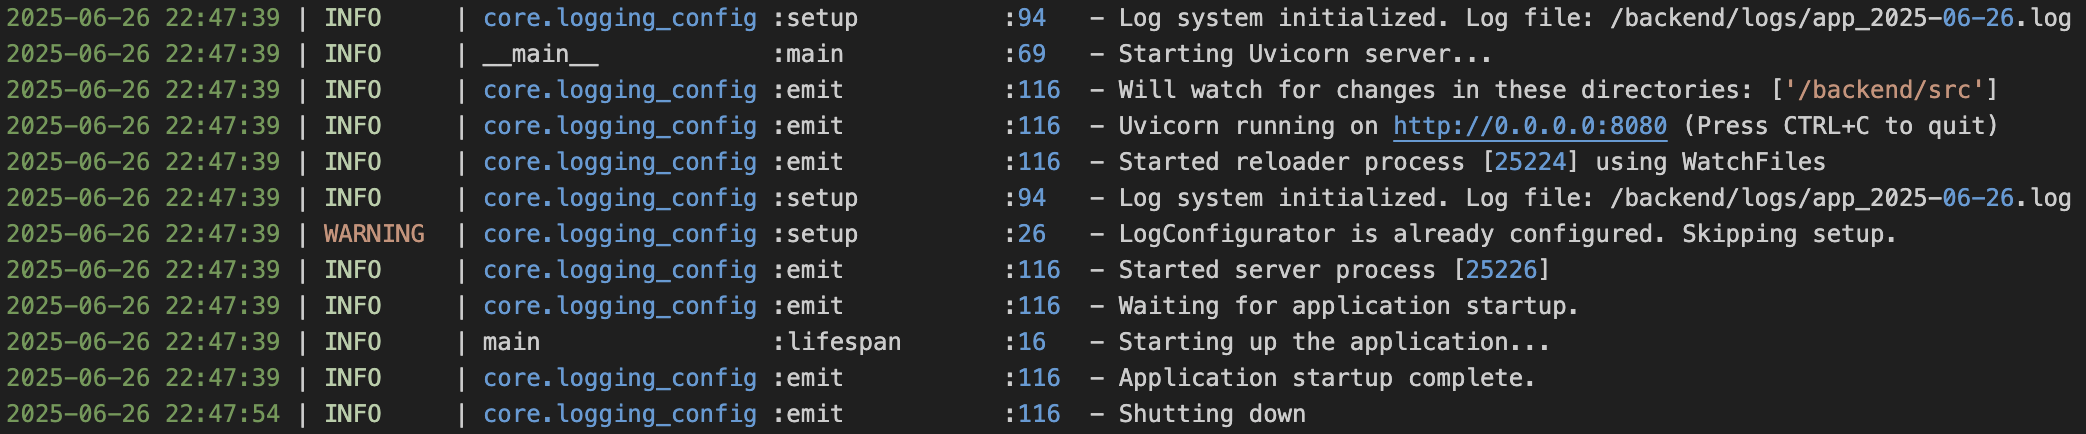 2025-06-26 22:47:39 | INFO     | core.logging_config :setup          :94   - Log system initialized. Log file: /backend/logs/app_2025-06-26.log
2025-06-26 22:47:39 | INFO     | __main__            :main           :69   - Starting Uvicorn server...
2025-06-26 22:47:39 | INFO     | core.logging_config :emit           :116  - Will watch for changes in these directories: ['/backend/src']
2025-06-26 22:47:39 | INFO     | core.logging_config :emit           :116  - Uvicorn running on http://0.0.0.0:8080 (Press CTRL+C to quit)
2025-06-26 22:47:39 | INFO     | core.logging_config :emit           :116  - Started reloader process [25224] using WatchFiles
2025-06-26 22:47:39 | INFO     | core.logging_config :setup          :94   - Log system initialized. Log file: /backend/logs/app_2025-06-26.log
2025-06-26 22:47:39 | WARNING  | core.logging_config :setup          :26   - LogConfigurator is already configured. Skipping setup.
2025-06-26 22:47:39 | INFO     | core.logging_config :emit           :116  - Started server process [25226]
2025-06-26 22:47:39 | INFO     | core.logging_config :emit           :116  - Waiting for application startup.
2025-06-26 22:47:39 | INFO     | main                :lifespan       :16   - Starting up the application...
2025-06-26 22:47:39 | INFO     | core.logging_config :emit           :116  - Application startup complete.
2025-06-26 22:47:54 | INFO     | core.logging_config :emit           :116  - Shutting down